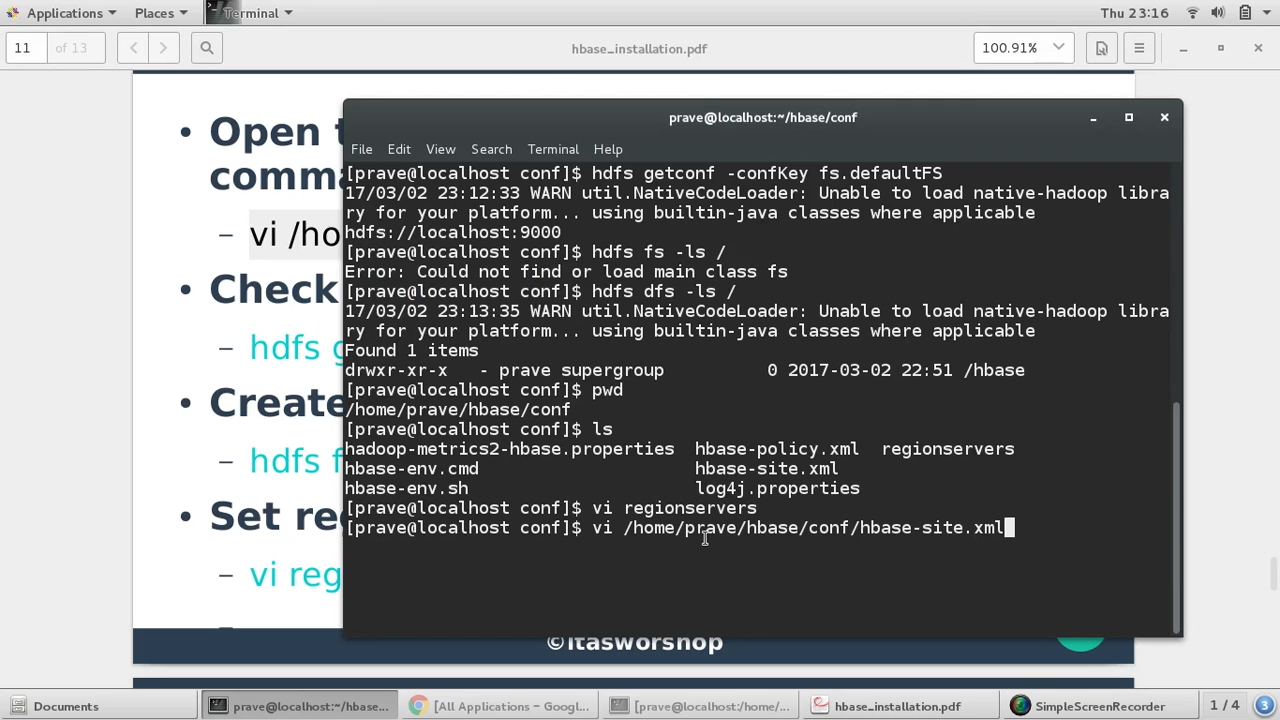 Applications Places Terminal Thu 23:16
11 of 13 hbase_installation.pdf 100.91%
• Open t
comma
– vi /ho
• Check
– hdfs g
• Create
– hdfs f
• Set re
– vi reg
©itasworshop
prave@localhost:~/hbase/conf
File Edit View Search Terminal Help
[prave@localhost conf]$ hdfs getconf -confKey fs.defaultFS
17/03/02 23:12:33 WARN util.NativeCodeLoader: Unable to load native-hadoop libra
ry for your platform... using builtin-java classes where applicable
hdfs://localhost:9000
[prave@localhost conf]$ hdfs fs -ls /
Error: Could not find or load main class fs
[prave@localhost conf]$ hdfs dfs -ls /
17/03/02 23:13:35 WARN util.NativeCodeLoader: Unable to load native-hadoop libra
ry for your platform... using builtin-java classes where applicable
Found 1 items
drwxr-xr-x - prave supergroup 0 2017-03-02 22:51 /hbase
[prave@localhost conf]$ pwd
/home/prave/hbase/conf
[prave@localhost conf]$ ls
hadoop-metrics2-hbase.properties hbase-policy.xml regionservers
hbase-env.cmd hbase-site.xml
hbase-env.sh log4j.properties
[prave@localhost conf]$ vi regionservers
[prave@localhost conf]$ vi /home/prave/hbase/conf/hbase-site.xml
Documents prave@localhost:~/hbase... [All Applications – Googl... [prave@localhost:/home/... hbase_installation.pdf SimpleScreenRecorder 1 / 4 3